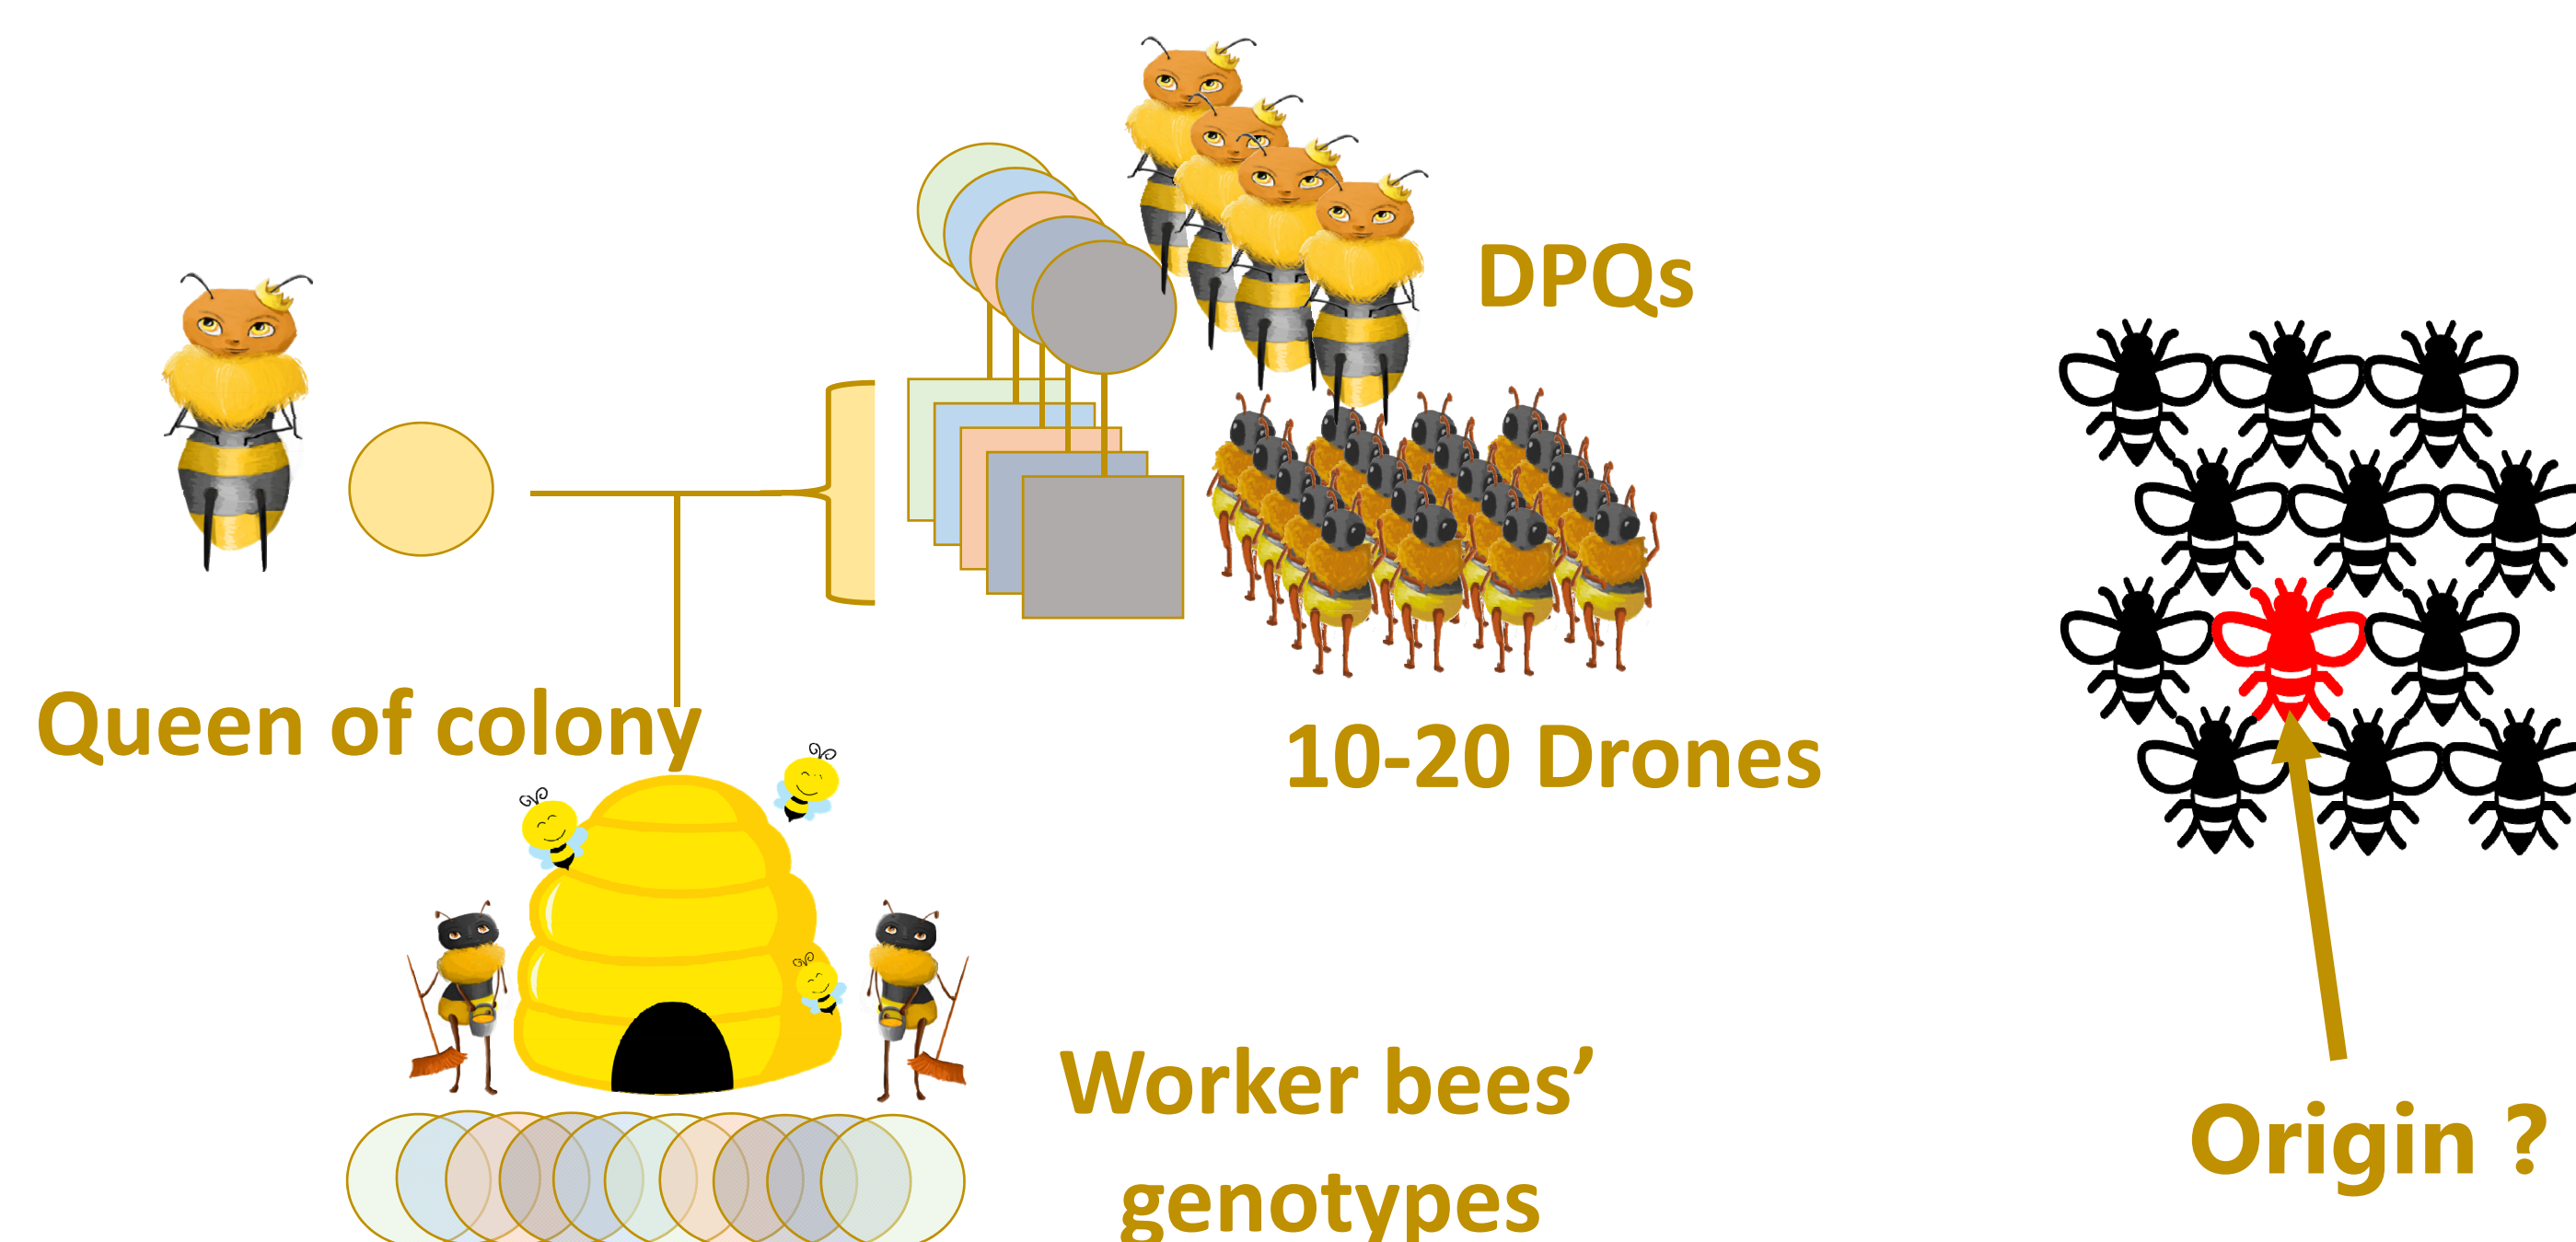 DPQs
Queen of colony
10-20 Drones
Worker bees’
genotypes
Origin ?